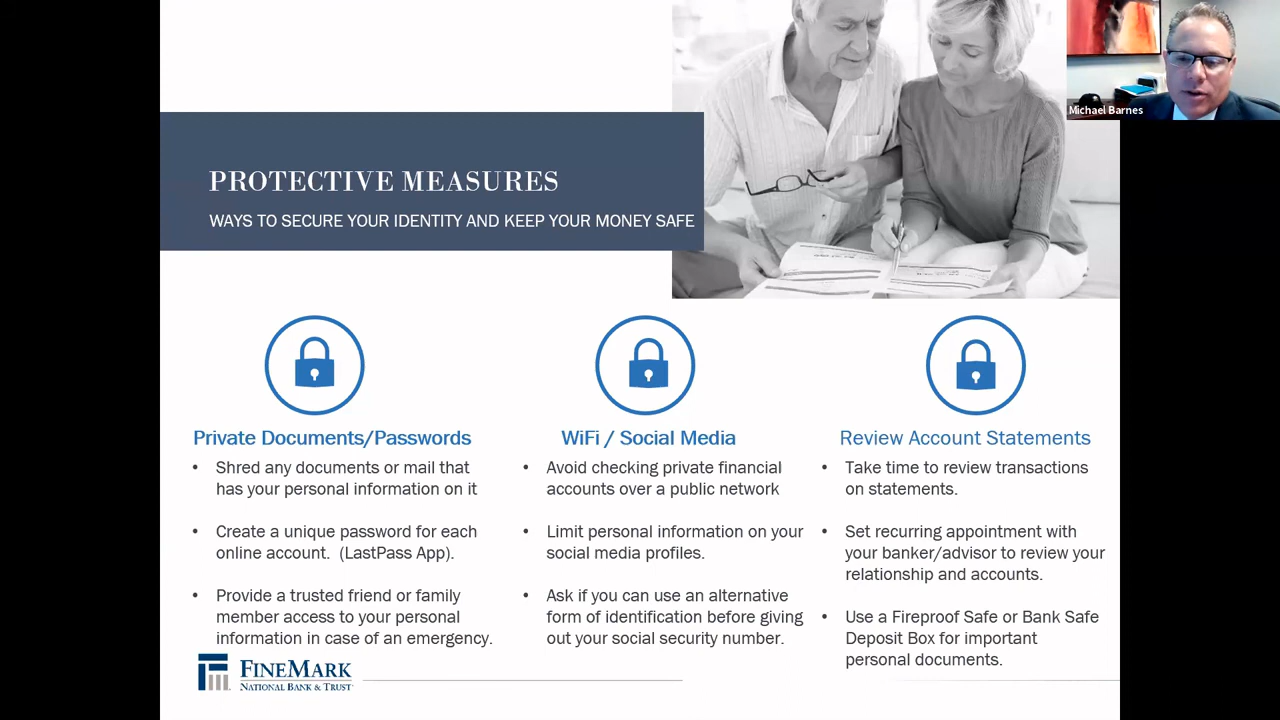 Michael Barnes
PROTECTIVE MEASURES
WAYS TO SECURE YOUR IDENTITY AND KEEP YOUR MONEY SAFE
Private Documents/Passwords
• Shred any documents or mail that
has your personal information on it
• Create a unique password for each
online account. (LastPass App).
• Provide a trusted friend or family
member access to your personal
information in case of an emergency.
WiFi / Social Media
• Avoid checking private financial
accounts over a public network
• Limit personal information on your
social media profiles.
• Ask if you can use an alternative
form of identification before giving
out your social security number.
Review Account Statements
• Take time to review transactions
on statements.
• Set recurring appointment with
your banker/advisor to review your
relationship and accounts.
• Use a Fireproof Safe or Bank Safe
Deposit Box for important
personal documents.
FINEMARK
NATIONAL BANK & TRUST